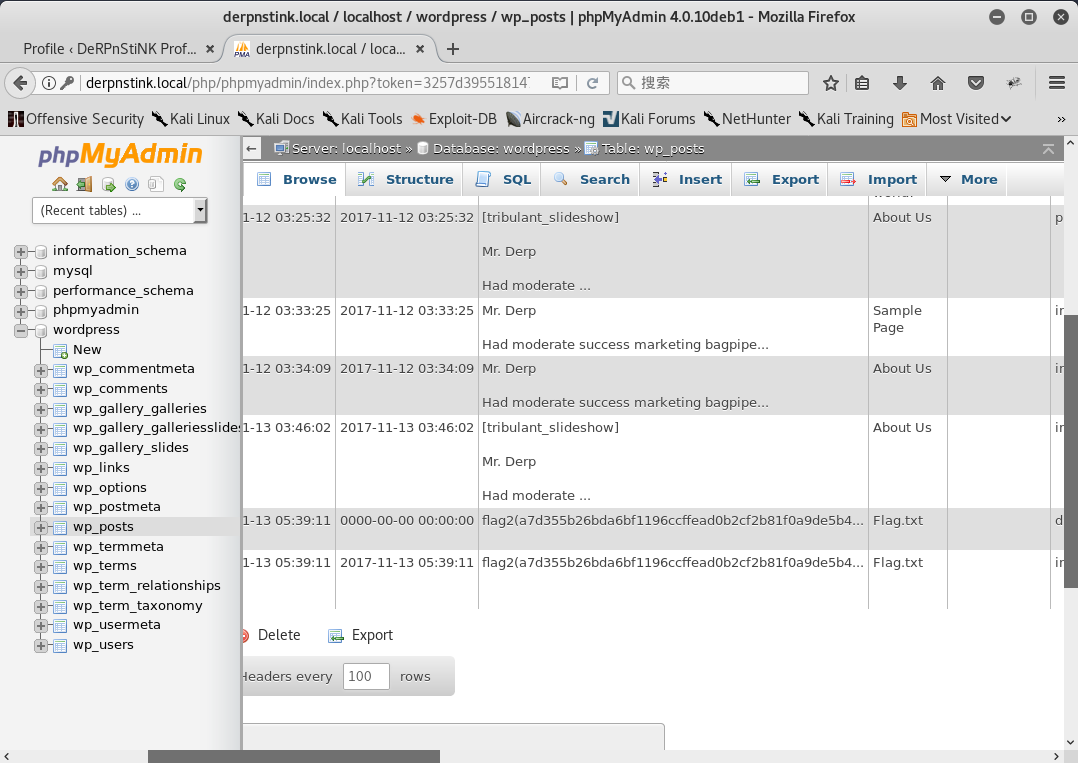 derpnstink.local / localhost / wordpress / wp_posts | phpMyAdmin 4.0.10deb1 - Mozilla Firefox
Profile ‹ DeRPnStiNK Prof... × derpnstink.local / loca... × +
derpnstink.local/php/phpmyadmin/index.php?token=3257d39551814 搜索
Offensive Security Kali Linux Kali Docs Kali Tools Exploit-DB Aircrack-ng Kali Forums NetHunter Kali Training Most Visited »
phpMyAdmin
(Recent tables) ...
information_schema
mysql
performance_schema
phpmyadmin
wordpress
New
wp_commentmeta
wp_comments
wp_gallery_galleries
wp_gallery_galleriesslides
wp_gallery_slides
wp_links
wp_options
wp_postmeta
wp_posts
wp_termmeta
wp_terms
wp_term_relationships
wp_term_taxonomy
wp_usermeta
wp_users
Server: localhost » Database: wordpress » Table: wp_posts
Browse Structure SQL Search Insert Export Import More
1-12 03:25:32 2017-11-12 03:25:32 [tribulant_slideshow] About Us p
Mr. Derp
Had moderate ...
1-12 03:33:25 2017-11-12 03:33:25 Mr. Derp Sample in
Page
Had moderate success marketing bagpipe...
1-12 03:34:09 2017-11-12 03:34:09 Mr. Derp About Us in
Had moderate success marketing bagpipe...
1-13 03:46:02 2017-11-13 03:46:02 [tribulant_slideshow] About Us in
Mr. Derp
Had moderate ...
1-13 05:39:11 0000-00-00 00:00:00 flag2(a7d355b26bda6bf1196ccffead0b2cf2b81f0a9de5b4... Flag.txt d
1-13 05:39:11 2017-11-13 05:39:11 flag2(a7d355b26bda6bf1196ccffead0b2cf2b81f0a9de5b4... Flag.txt in
Delete Export
Headers every 100 rows